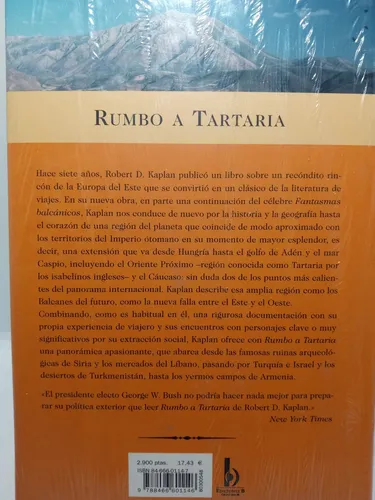 RUMBO A TARTARIA
Hace siete años, Robert D. Kaplan publicó un libro sobre un recóndito rin-
cón de la Europa del Este que se convirtió en un clásico de la literatura de
viajes. En su nueva obra, en parte una continuación del célebre Fantasmas
balcánicos, Kaplan nos conduce de nuevo por la historia y la geografía hasta
el corazón de una región del planeta que coincide de modo aproximado con
los territorios del Imperio otomano en su momento de mayor esplendor, es
decir, una extensión que va desde Hungría hasta el golfo de Adén y el mar
Caspio, incluyendo el Oriente Próximo –región conocida como Tartaria por
los isabelinos ingleses– y el Cáucaso: sin duda dos de los puntos más calien-
tes del panorama internacional. Kaplan describe esa amplia región como los
Balcanes del futuro, como la nueva falla entre el Este y el Oeste.
Combinando, como es habitual en él, una rigurosa documentación con su
propia experiencia de viajero y sus encuentros con personajes clave o muy
significativos por su extracción social, Kaplan ofrece con Rumbo a Tartaria
una panorámica apasionante, que abarca desde las famosas ruinas arqueo-
lógicas de Siria y los mercados del Líbano, pasando por Turquía e Israel y los
desiertos de Turkmenistán, hasta los yermos campos de Armenia.
«El presidente electo George W. Bush no podría hacer nada mejor para prepa-
rar su política exterior que leer Rumbo a Tartaria de Robert D. Kaplan.»
New York Times
2.900 ptas. 17,43 €
ISBN 84-666-0114-7
9 788466 601146